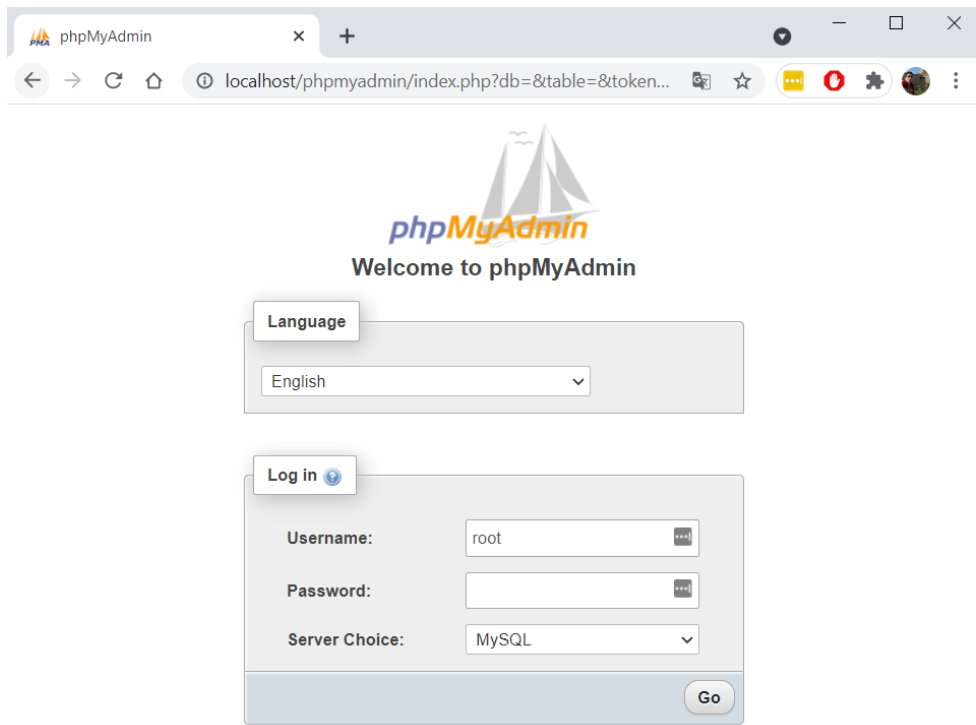 phpMyAdmin
localhost/phpmyadmin/index.php?db=&table=&token...
phpMyAdmin
Welcome to phpMyAdmin
Language
English
Log in
Username:
root
Password:
Server Choice:
MySQL
Go